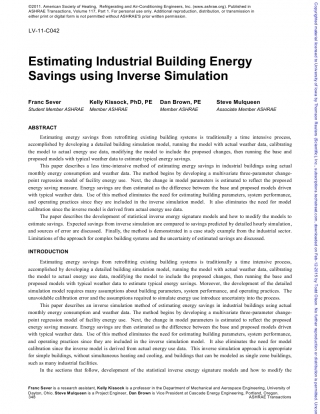 ©2011, American Society of Heating, Refrigerating and Air-Conditioning Engineers, Inc. (www.ashrae.org). Published in
ASHRAE Transactions, Volume 117, Part 1. For personal use only. Additional reproduction, distribution, or transmission in
either print or digital form is not permitted without ASHRAE's prior written permission.
LV-11-C042
Estimating Industrial Building Energy
Savings using Inverse Simulation
Franc Sever Kelly Kissock, PhD, PE Dan Brown, PE Steve Mulqueen
Student Member ASHRAE Member ASHRAE Member ASHRAE Associate Member ASHRAE
ABSTRACT
Estimating energy savings from retrofitting existing building systems is traditionally a time intensive process,
accomplished by developing a detailed building simulation model, running the model with actual weather data, calibrating
the model to actual energy use data, modifying the model to include the proposed changes, then running the base and
proposed models with typical weather data to estimate typical energy savings.
This paper describes a less time-intensive method of estimating energy savings in industrial buildings using actual
monthly energy consumption and weather data. The method begins by developing a multivariate three-parameter change-
point regression model of facility energy use. Next, the change in model parameters is estimated to reflect the proposed
energy saving measure. Energy savings are then estimated as the difference between the base and proposed models driven
with typical weather data. Use of this method eliminates the need for estimating building parameters, system performance,
and operating practices since they are included in the inverse simulation model. It also eliminates the need for model
calibration since the inverse model is derived from actual energy use data.
The paper describes the development of statistical inverse energy signature models and how to modify the models to
estimate savings. Expected savings from inverse simulation are compared to savings predicted by detailed hourly simulation,
and sources of error are discussed. Finally, the method is demonstrated in a case study example from the industrial sector.
Limitations of the approach for complex building systems and the uncertainty of estimated savings are discussed.
INTRODUCTION
Estimating energy savings from retrofitting existing building systems is traditionally a time intensive process,
accomplished by developing a detailed building simulation model, running the model with actual weather data, calibrating
the model to actual energy use data, modifying the model to include the proposed changes, then running the base and
proposed models with typical weather data to estimate typical energy savings. Moreover, the development of the detailed
simulation model requires many assumptions about building parameters, system performance, and operating practices. The
unavoidable calibration error and the assumptions required to simulate energy use introduce uncertainty into the process.
This paper describes an inverse simulation method of estimating energy savings in industrial buildings using actual
monthly energy consumption and weather data. The method begins by developing a multivariate three-parameter change-
point regression model of facility energy use. Next, the change in model parameters is estimated to reflect the proposed
energy saving measure. Energy savings are then estimated as the difference between the base and proposed models driven
with typical weather data. Use of this method eliminates the need for estimating building parameters, system performance,
and operating practices since they are included in the inverse simulation model. It also eliminates the need for model
calibration since the inverse model is derived from actual energy use data. This inverse simulation approach is appropriate
for simple buildings, without simultaneous heating and cooling, and buildings that can be modeled as single zone buildings,
such as many industrial facilities.
In the sections that follow, development of the statistical inverse energy signature models and how to modify the
Franc Sever is a research assistant, Kelly Kissock is a professor in the Department of Mechanical and Aerospace Engineering, University of
Dayton, Ohio, Steve Mulqueen is a Project Engineer, Dan Brown is Vice President at Cascade Energy Engineering, Portland, Oregon.
348 ASHRAE Transactions